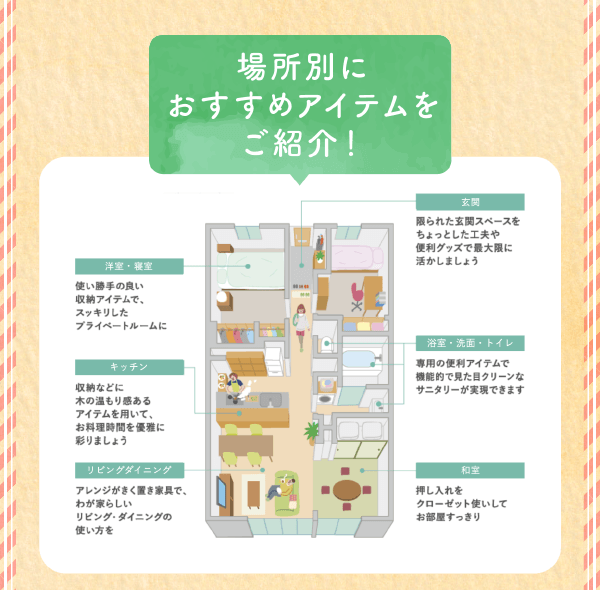 場所別に
おすすめアイテムを
ご紹介！
玄関
限られた玄関スペースを
ちょっとした工夫や
便利グッズで最大限に
活かしましょう
洋室・寝室
使い勝手の良い
収納アイテムで、
スッキリした
プライベートルームに
浴室・洗面・トイレ
専用の便利アイテムで
機能的で見た目クリーンな
サニタリーが実現できます
キッチン
収納などに
木の温もり感ある
アイテムを用いて、
お料理時間を優雅に
彩りましょう
リビングダイニング
アレンジがきく置き家具で、
わが家らしい
リビング・ダイニングの
使い方を
和室
押し入れを
クローゼット使いして
お部屋すっきり